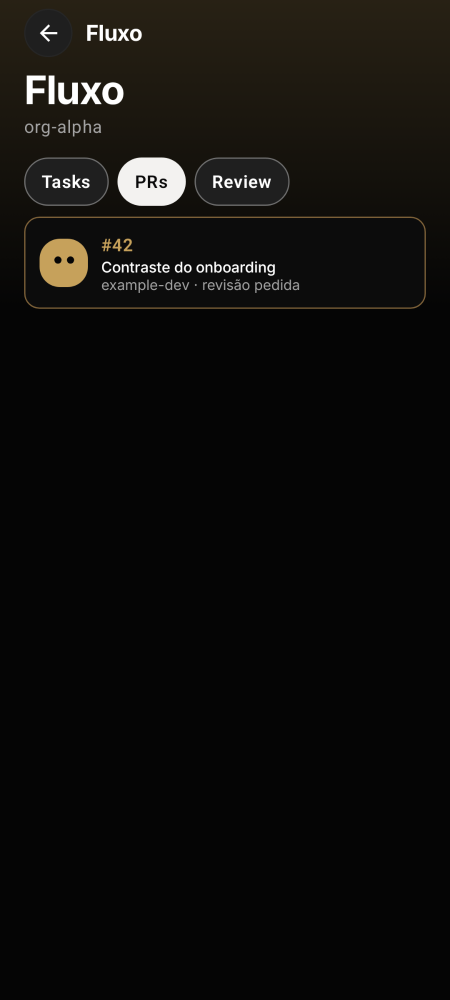 Fluxo
Fluxo
org-alpha
Tasks PRs Review
#42
Contraste do onboarding
example-dev · revisão pedida